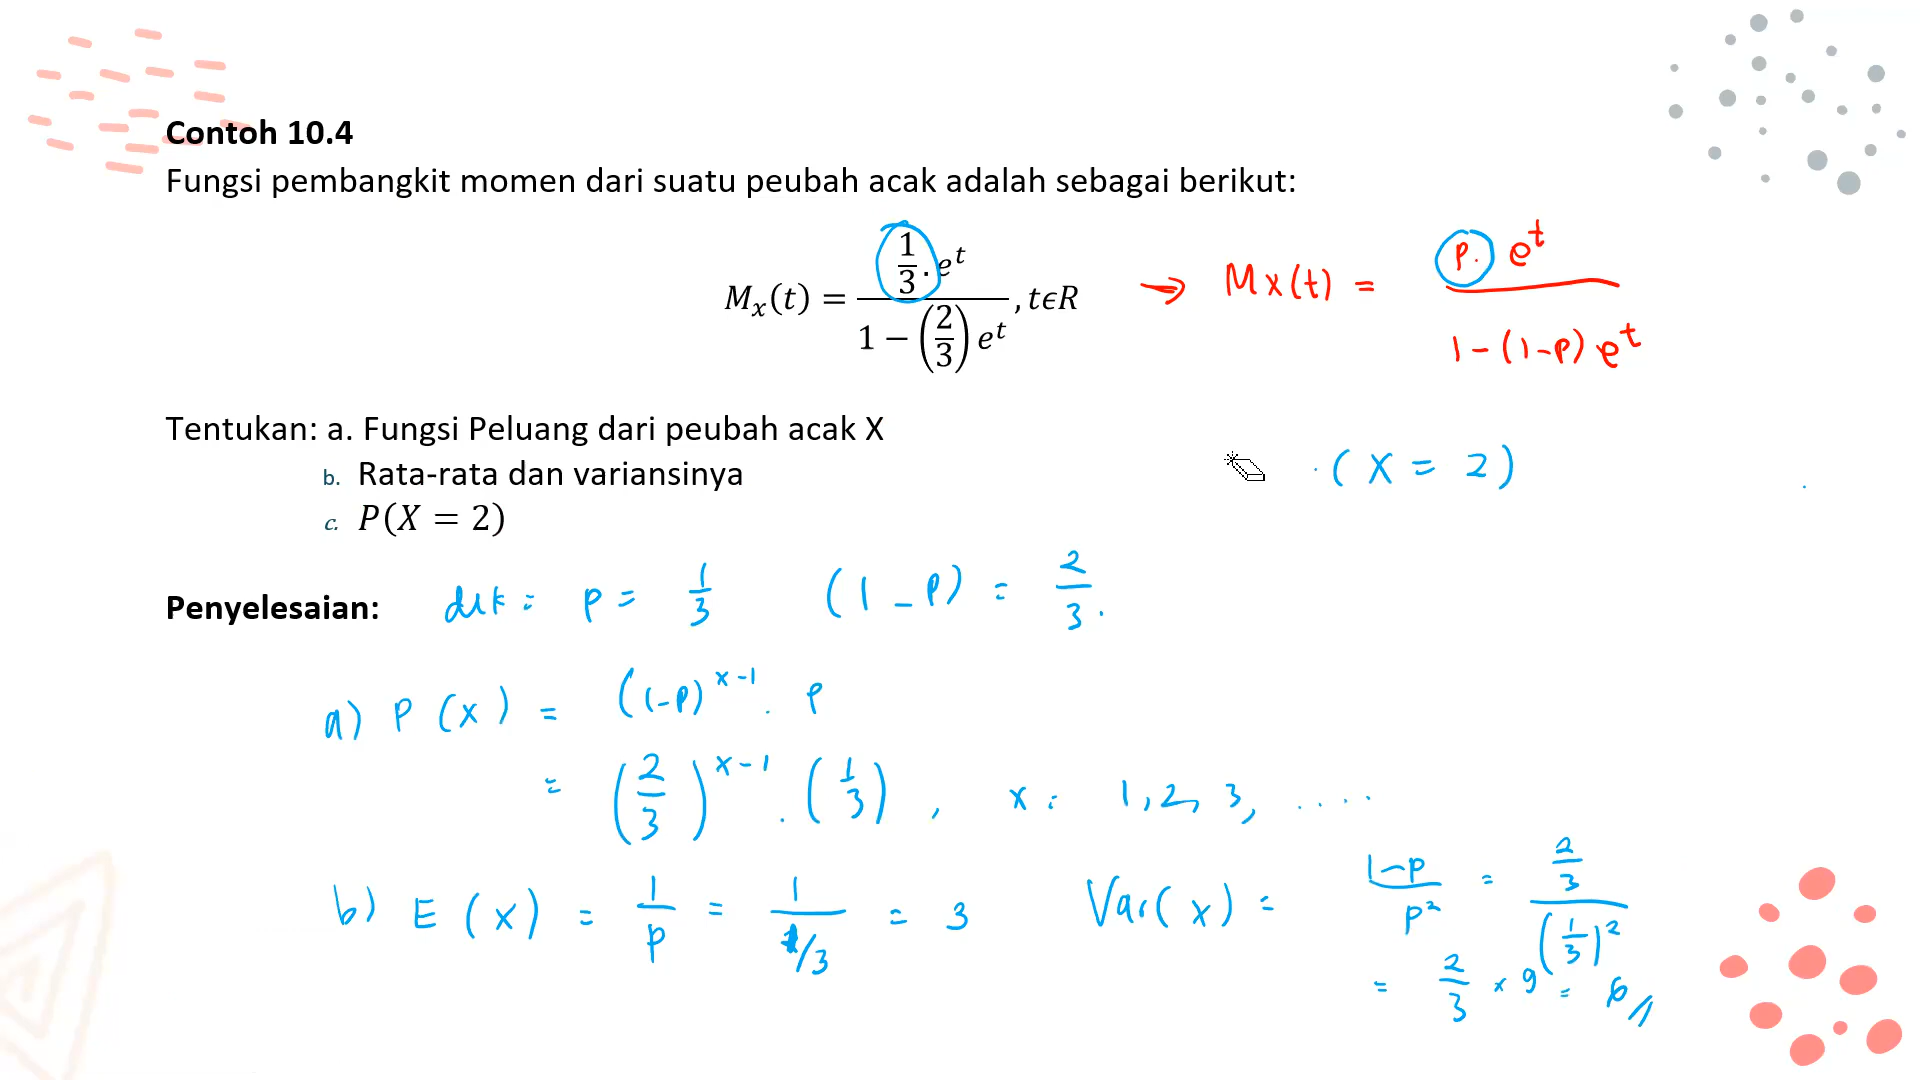 Contoh 10.4
Fungsi pembangkit momen dari suatu peubah acak adalah sebagai berikut:
M_x(t) = (1/3 . e^t) / (1 − (2/3) e^t) , tϵR → Mx(t) = (p. e^t) / (1-(1-p) e^t)
Tentukan: a. Fungsi Peluang dari peubah acak X
b. Rata-rata dan variansinya
. (X = 2)
c. P(X = 2)
Penyelesaian: dik : p = 1/3 (1-p) = 2/3.
a) P(x) = (1-p)^(x-1) . p
= (2/3)^(x-1) . (1/3) , x = 1, 2, 3, ....
b) E(x) = 1/p = 1/(1/3) = 3 Var(x) = (1-p)/p² = (2/3)/(1/3)²
= 2/3 x 9 = 6 //